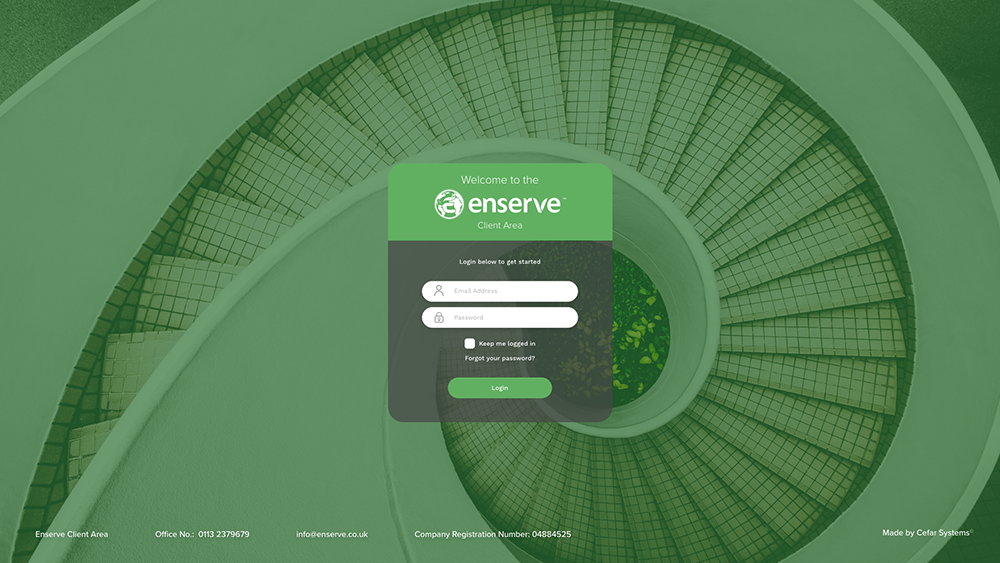 Welcome to the
enserve™
Client Area
Login below to get started
Email Address
Password
Keep me logged in
Forgot your password?
Login
Enserve Client Area
Office No.: 0113 2379679
info@enserve.co.uk
Company Registration Number: 04884525
Made by Cefar Systems©